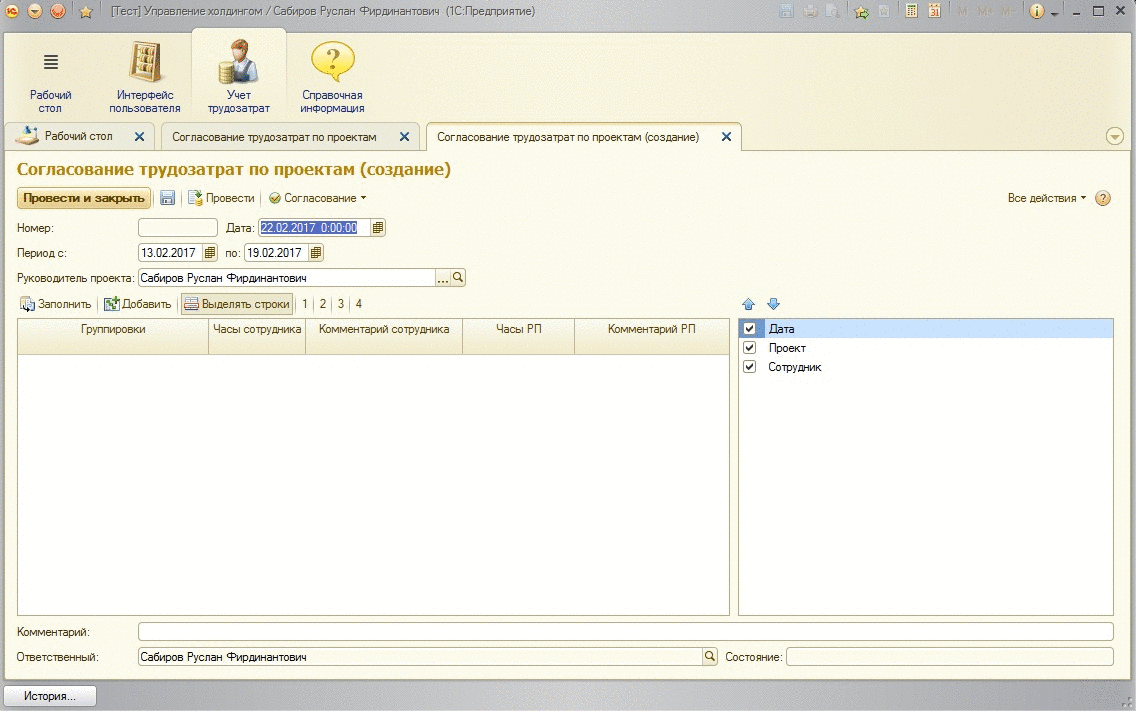 [Тест] Управление холдингом / Сабиров Руслан Фирдинантович (1С:Предприятие)
M M+ M-
Рабочий стол
Интерфейс пользователя
Учет трудозатрат
Справочная информация
Рабочий стол
Согласование трудозатрат по проектам
Согласование трудозатрат по проектам (создание)
Согласование трудозатрат по проектам (создание)
Провести и закрыть Провести Согласование Все действия
Номер: Дата: 22.02.2017 0:00:00
Период с: 13.02.2017 по: 19.02.2017
Руководитель проекта: Сабиров Руслан Фирдинантович ...
Заполнить Добавить Выделять строки 1 2 3 4
Группировки Часы сотрудника Комментарий сотрудника Часы РП Комментарий РП
Дата
Проект
Сотрудник
Комментарий:
Ответственный: Сабиров Руслан Фирдинантович Состояние:
История...